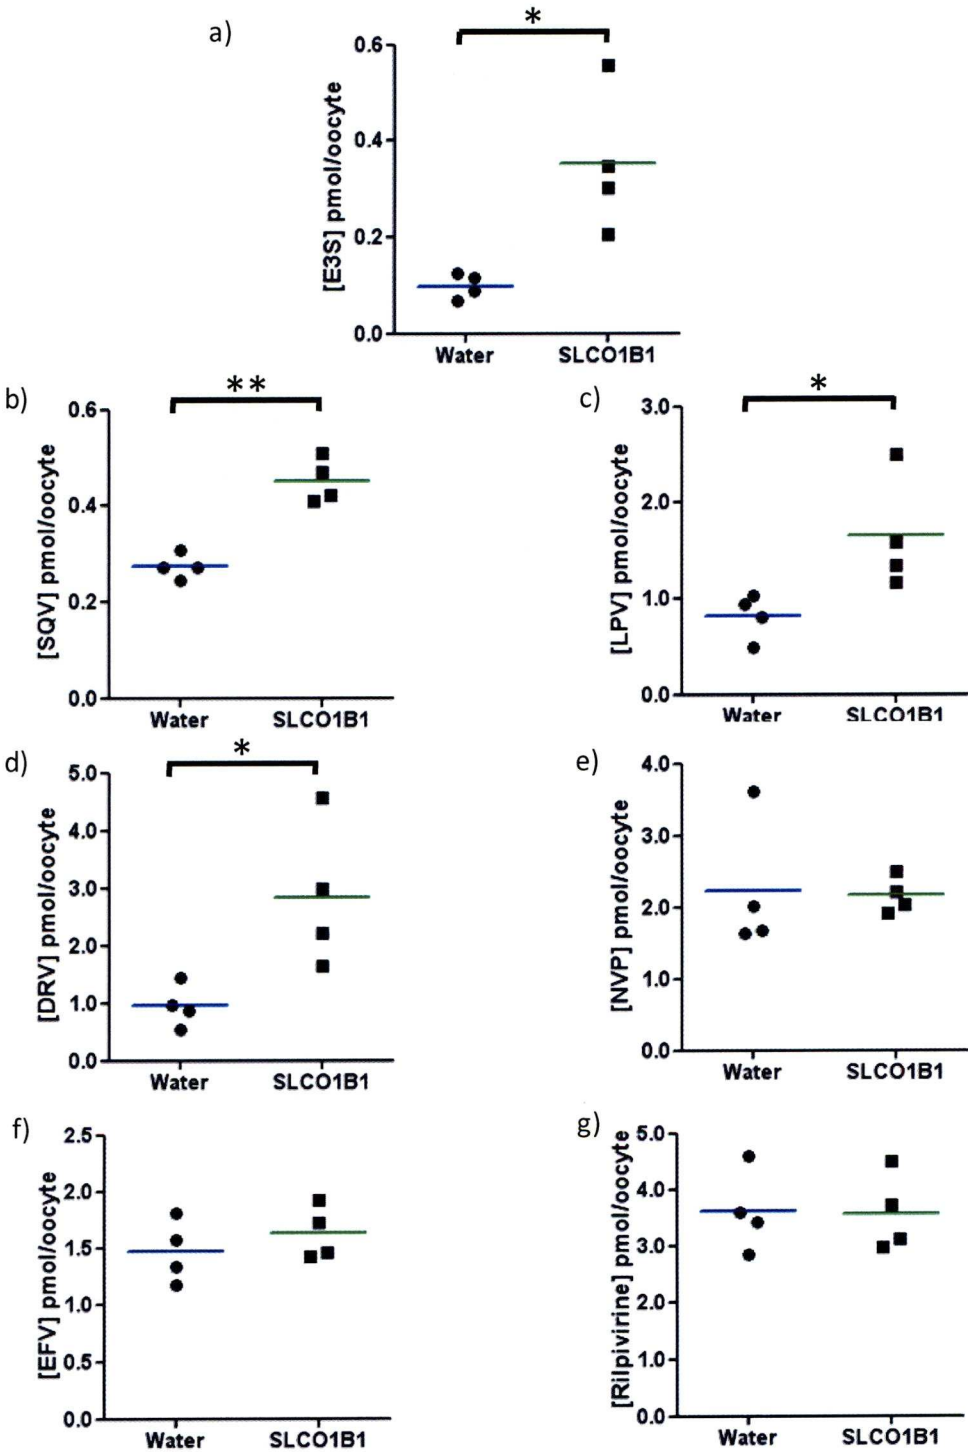 a)
*
[E3S] pmol/oocyte
0.6
0.4
0.2
0.0
Water SLCO1B1
b)
**
[SQV] pmol/oocyte
0.6
0.4
0.2
0.0
Water SLCO1B1
c)
*
[LPV] pmol/oocyte
3.0
2.0
1.0
0.0
Water SLCO1B1
d)
*
[DRV] pmol/oocyte
5.0
4.0
3.0
2.0
1.0
0.0
Water SLCO1B1
e)
[NVP] pmol/oocyte
4.0
3.0
2.0
1.0
0.0
Water SLCO1B1
f)
[EFV] pmol/oocyte
2.5
2.0
1.5
1.0
0.5
0.0
Water SLCO1B1
g)
[Rilpivirine] pmol/oocyte
5.0
4.0
3.0
2.0
1.0
0.0
Water SLCO1B1